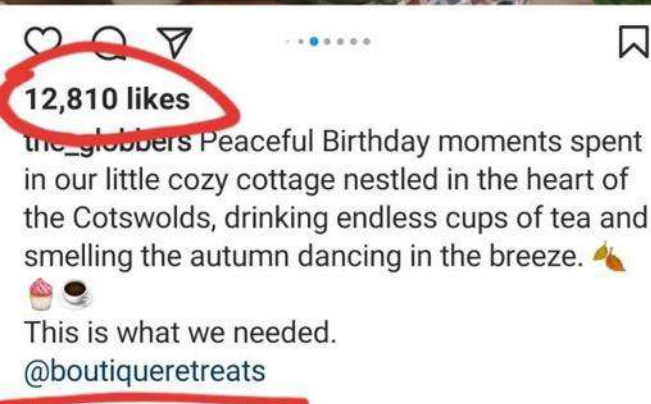 12,810 likes
the_globbers Peaceful Birthday moments spent
in our little cozy cottage nestled in the heart of
the Cotswolds, drinking endless cups of tea and
smelling the autumn dancing in the breeze. 🍂
🧁☕
This is what we needed.
@boutiqueretreats